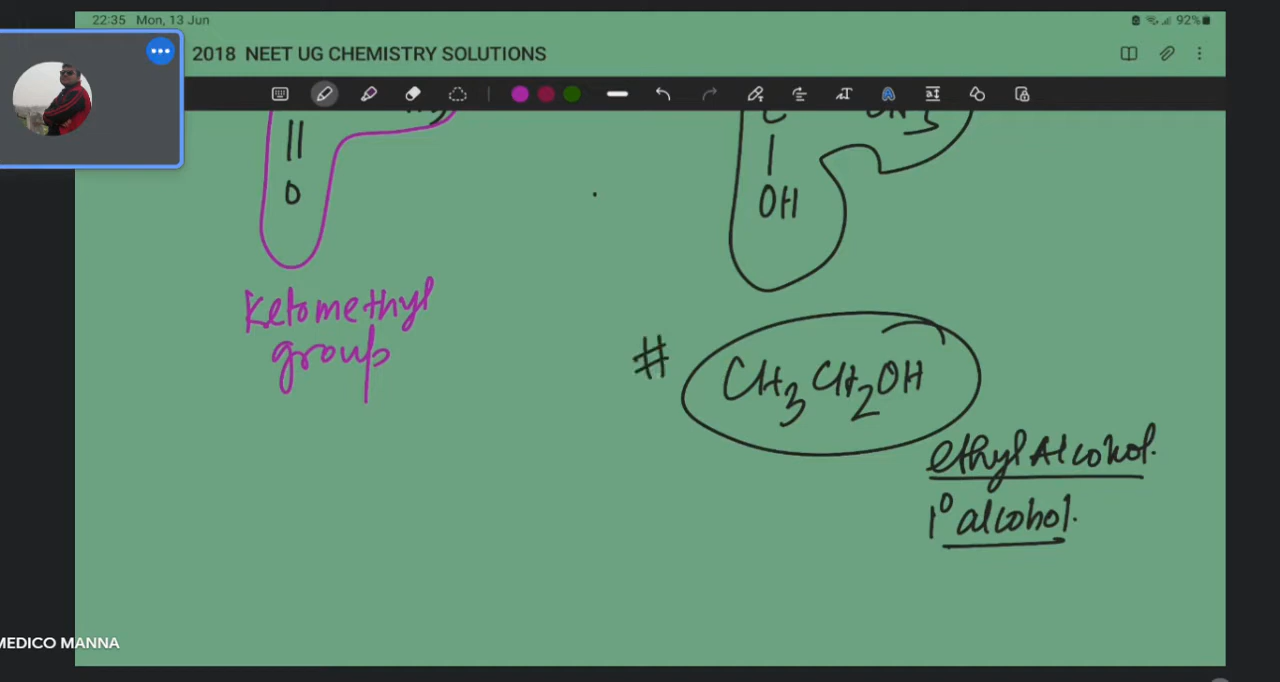 22:35 Mon, 13 Jun
92%
2018 NEET UG CHEMISTRY SOLUTIONS
O
OH
Ketomethyl
group
# CH3CH2OH
ethyl Alcohol.
1° alcohol.
MEDICO MANNA